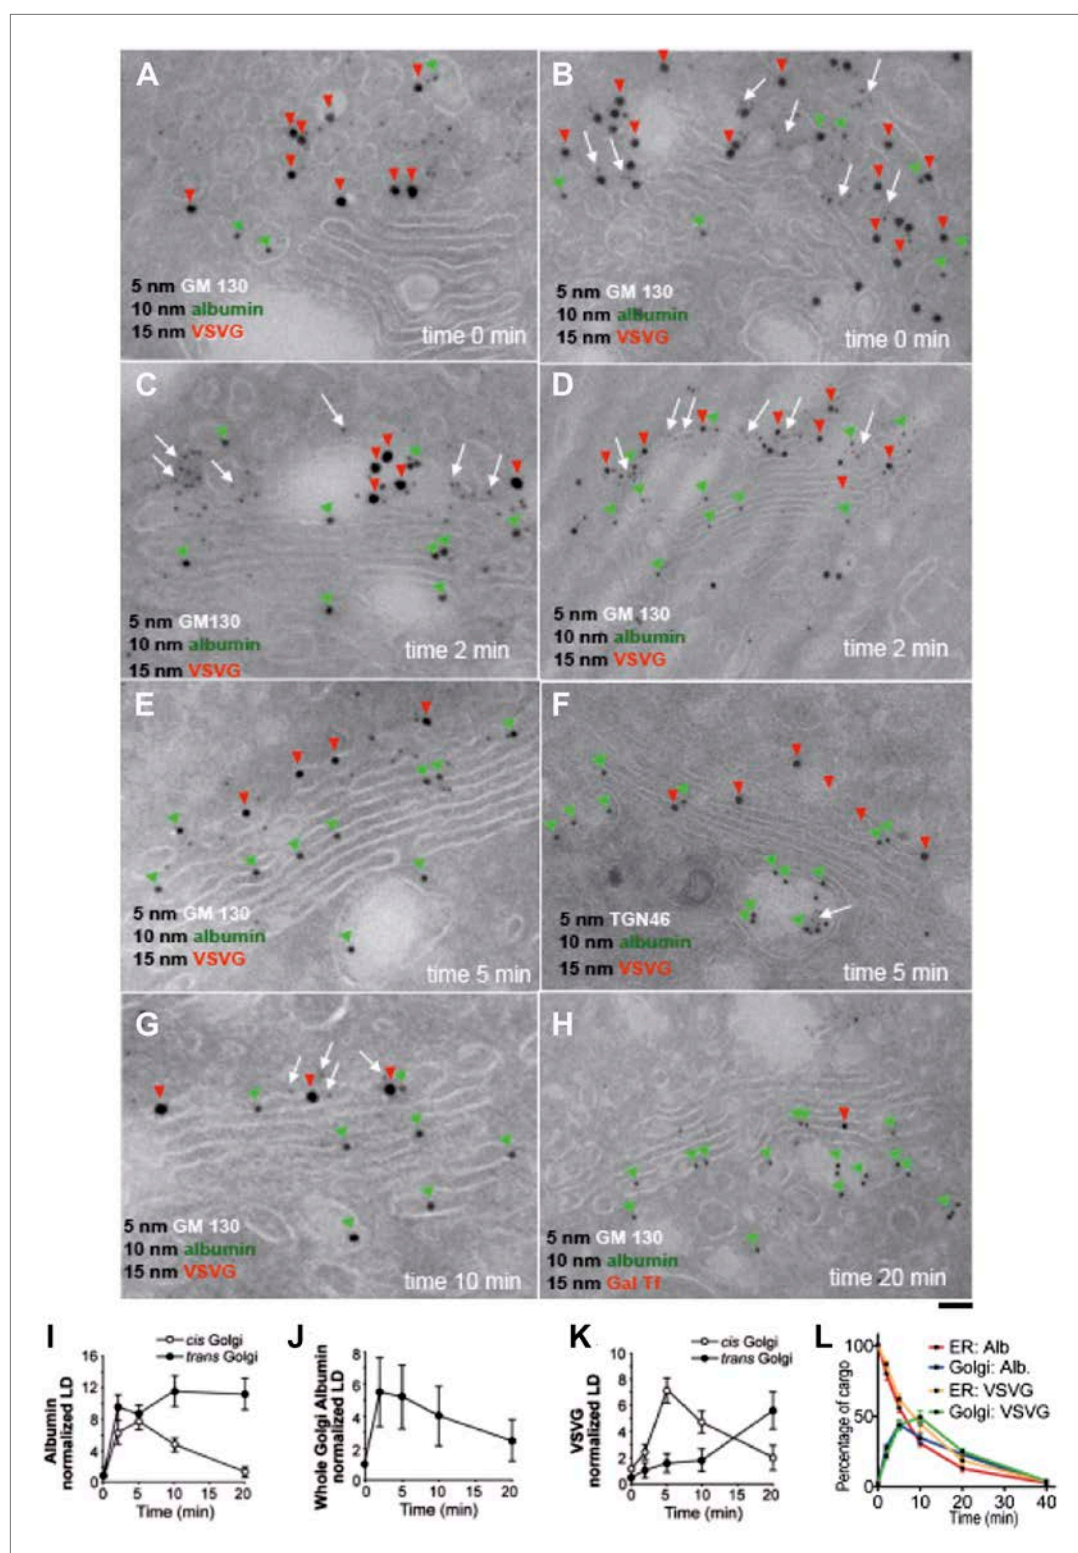 A
5 nm GM 130
10 nm albumin
15 nm VSVG
time 0 min
B
5 nm GM 130
10 nm albumin
15 nm VSVG
time 0 min
C
5 nm GM130
10 nm albumin
15 nm VSVG
time 2 min
D
5 nm GM 130
10 nm albumin
15 nm VSVG
time 2 min
E
5 nm GM 130
10 nm albumin
15 nm VSVG
time 5 min
F
5 nm TGN46
10 nm albumin
15 nm VSVG
time 5 min
G
5 nm GM 130
10 nm albumin
15 nm VSVG
time 10 min
H
5 nm GM 130
10 nm albumin
15 nm Gal Tf
time 20 min
I
cis Golgi
trans Golgi
Albumin
normalized LD
16
12
8
4
0
0 5 10 15 20
Time (min)
J
Whole Golgi Albumin
normalized LD
8
7
6
5
4
3
2
1
0
0 5 10 15 20
Time (min)
K
cis Golgi
trans Golgi
VSVG
normalized LD
10
8
6
4
2
0
0 5 10 15 20
Time (min)
L
ER: Alb
Golgi: Alb.
ER: VSVG
Golgi: VSVG
Percentage of cargo
100
50
0
0 10 20 30 40
Time (min)